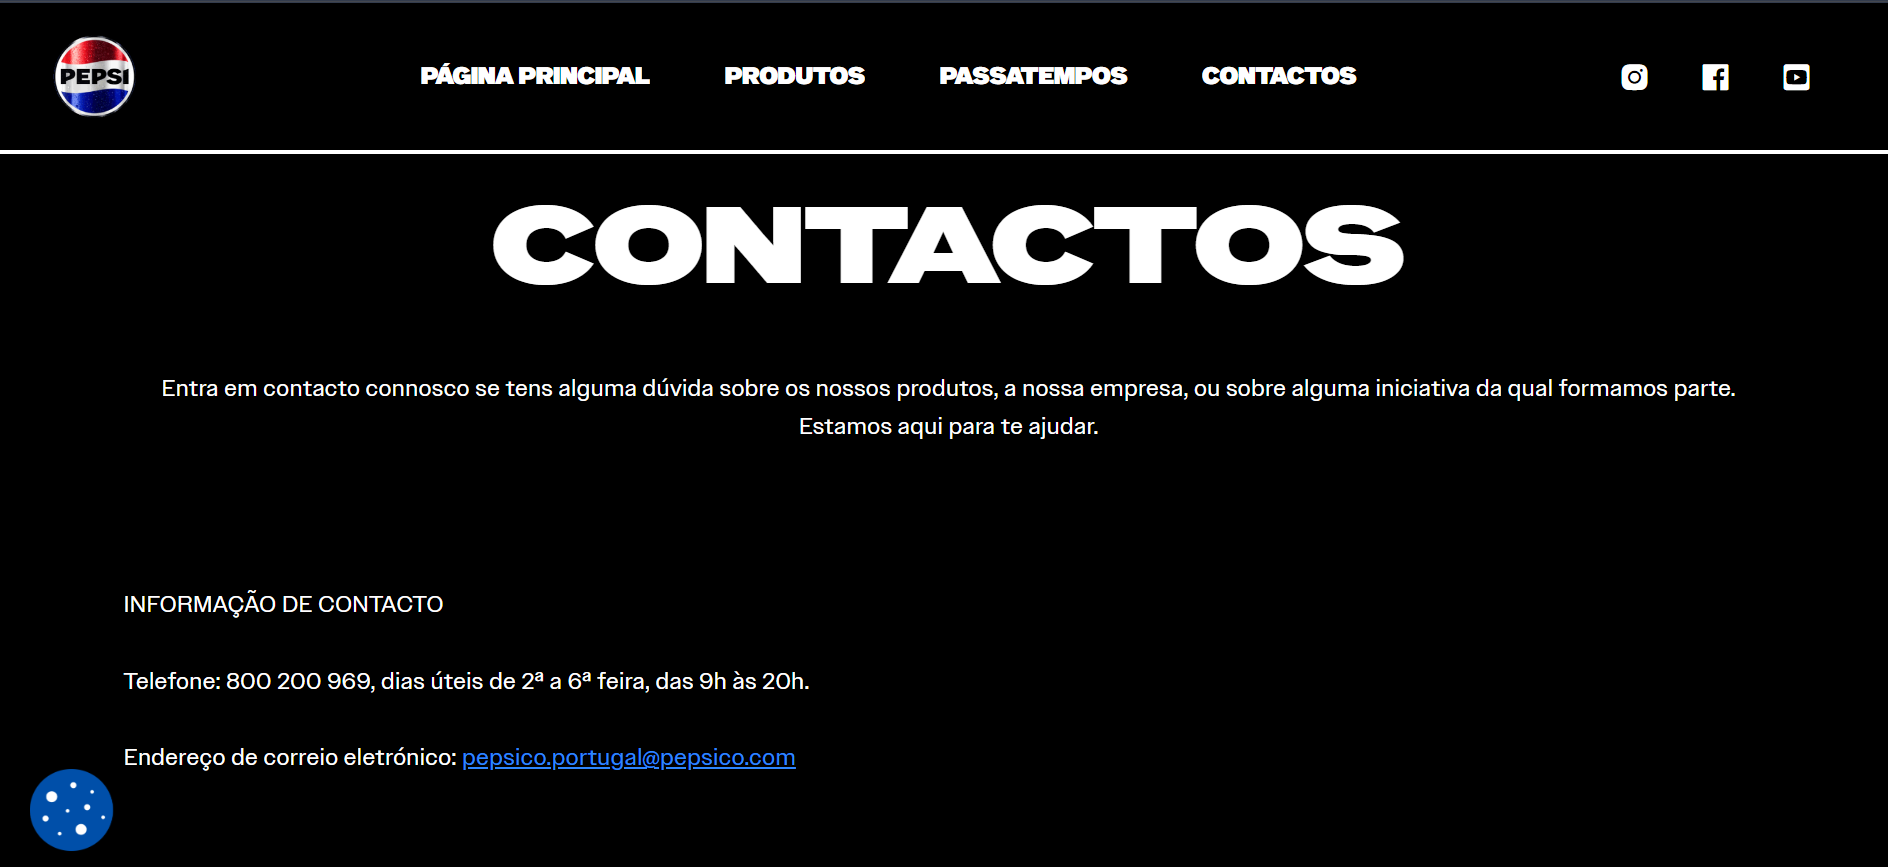 PEPSI
PÁGINA PRINCIPAL
PRODUTOS
PASSATEMPOS
CONTACTOS
CONTACTOS
Entra em contacto connosco se tens alguma dúvida sobre os nossos produtos, a nossa empresa, ou sobre alguma iniciativa da qual formamos parte.
Estamos aqui para te ajudar.
INFORMAÇÃO DE CONTACTO
Telefone: 800 200 969, dias úteis de 2ª a 6ª feira, das 9h às 20h.
Endereço de correio eletrónico: pepsico.portugal@pepsico.com